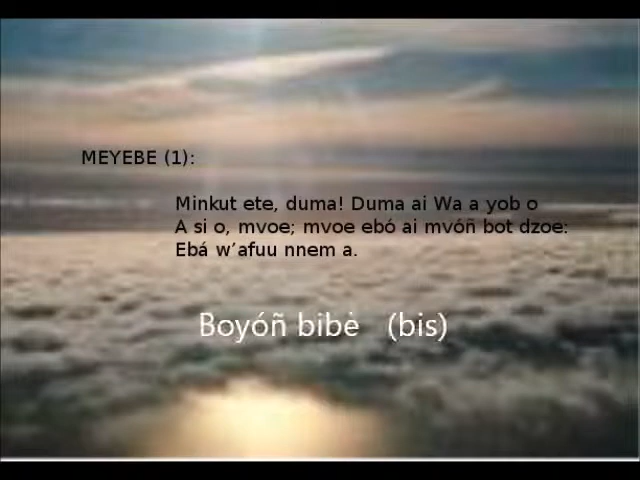 MEYEBE (1):
Minkut ete, duma! Duma ai Wa a yob o
A si o, mvoe; mvoe ebó ai mvóñ bot dzoe:
Ebá w’afuu nnem a.
Boyóñ bibė (bis)